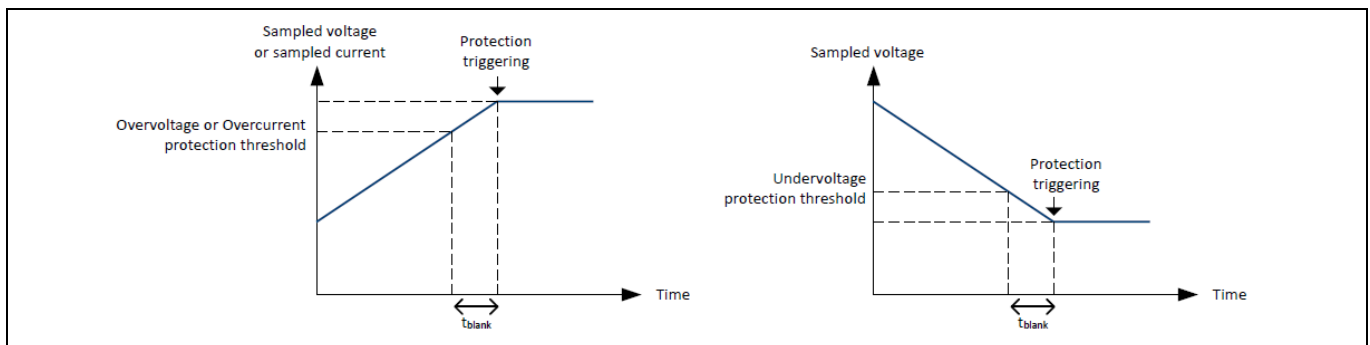 Sampled voltage
or sampled current
Protection
triggering
Overvoltage or Overcurrent
protection threshold
Time
tblank
Sampled voltage
Protection
triggering
Undervoltage
protection threshold
Time
tblank